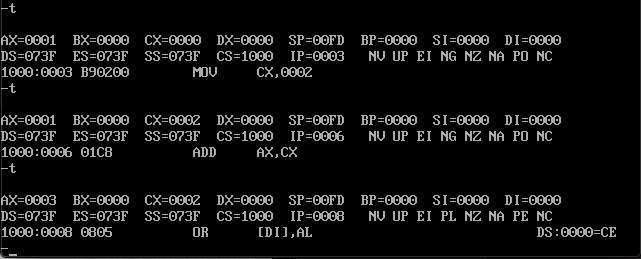 -t
AX=0001  BX=0000  CX=0000  DX=0000  SP=00FD  BP=0000  SI=0000  DI=0000
DS=073F  ES=073F  SS=073F  CS=1000  IP=0003   NV UP EI NG NZ NA PO NC
1000:0003 B90200        MOV     CX,0002
-t
AX=0001  BX=0000  CX=0002  DX=0000  SP=00FD  BP=0000  SI=0000  DI=0000
DS=073F  ES=073F  SS=073F  CS=1000  IP=0006   NV UP EI NG NZ NA PO NC
1000:0006 01C8          ADD     AX,CX
-t
AX=0003  BX=0000  CX=0002  DX=0000  SP=00FD  BP=0000  SI=0000  DI=0000
DS=073F  ES=073F  SS=073F  CS=1000  IP=0008   NV UP EI PL NZ NA PE NC
1000:0008 0805          OR      [DI],AL                            DS:0000=CE
-_